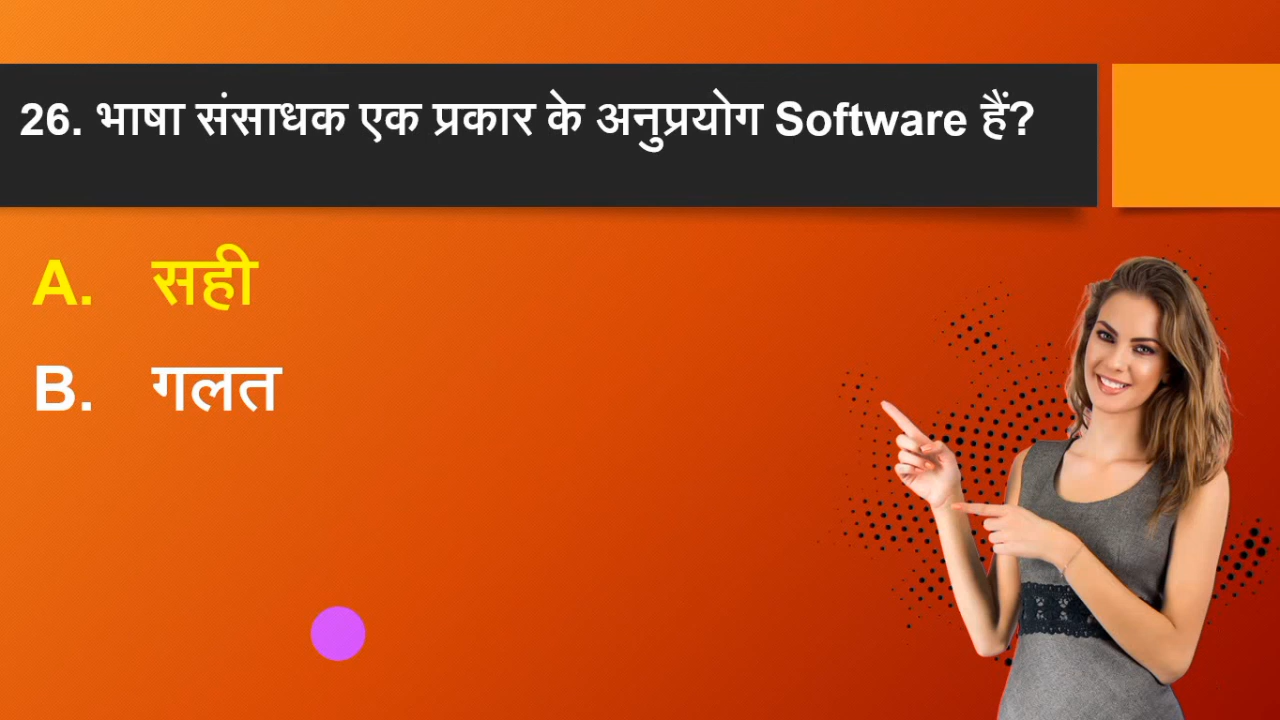 26. भाषा संसाधक एक प्रकार के अनुप्रयोग Software हैं?
A. सही
B. गलत